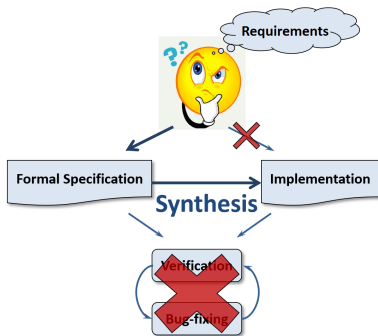 Requirements
??
Formal Specification
Implementation
Synthesis
Verification
Bug-fixing